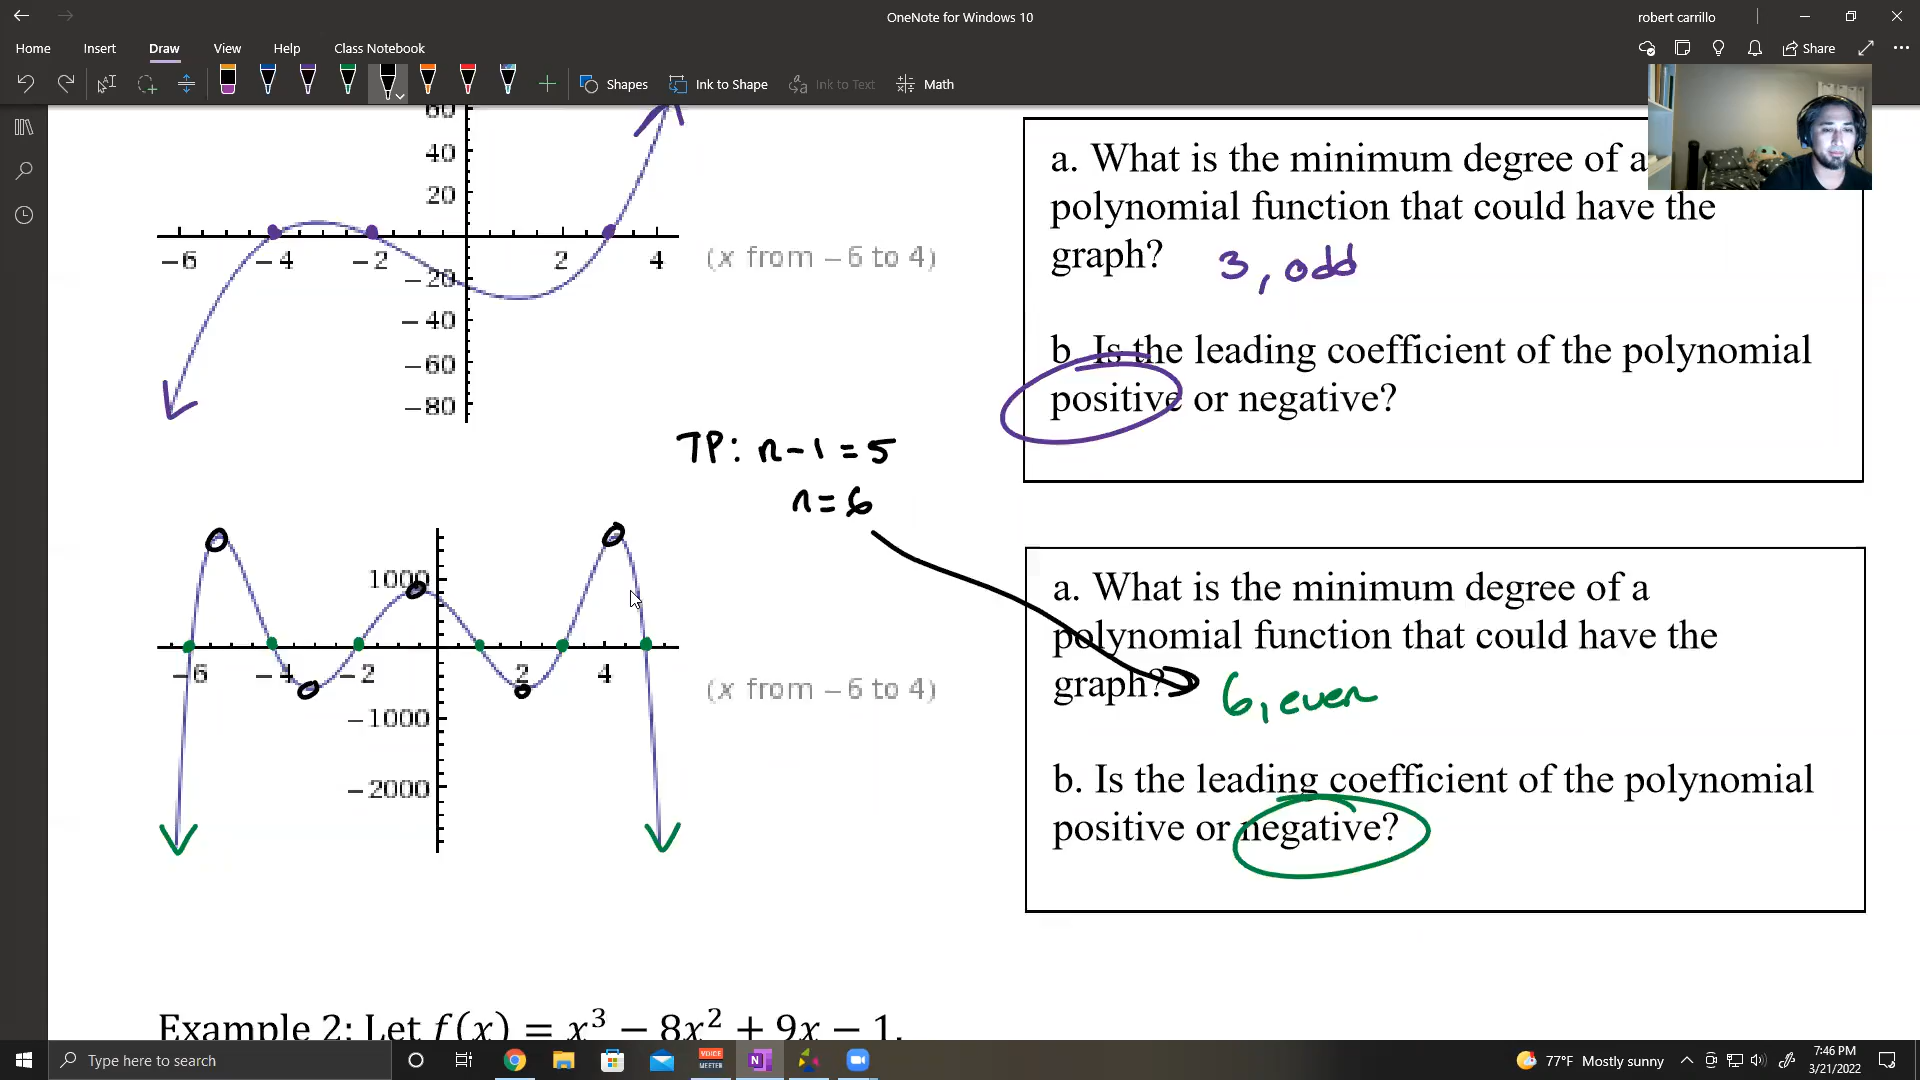 OneNote for Windows 10
robert carrillo
Home Insert Draw View Help Class Notebook
Share
Shapes Ink to Shape Ink to Text Math
60
40
20
−6 −4 −2 2 4
−20
−40
−60
−80
(x from −6 to 4)
a. What is the minimum degree of a
polynomial function that could have the
graph? 3, odd
b. Is the leading coefficient of the polynomial
positive or negative?
TP: n-1=5
n=6
1000
−6 −4 −2 2 4
−1000
−2000
(x from −6 to 4)
a. What is the minimum degree of a
polynomial function that could have the
graph? 6, even
b. Is the leading coefficient of the polynomial
positive or negative?
Example 2: Let f(x) = x³ − 8x² + 9x − 1.
Type here to search
VOICE
MEETER
N
77°F Mostly sunny
7:46 PM
3/21/2022